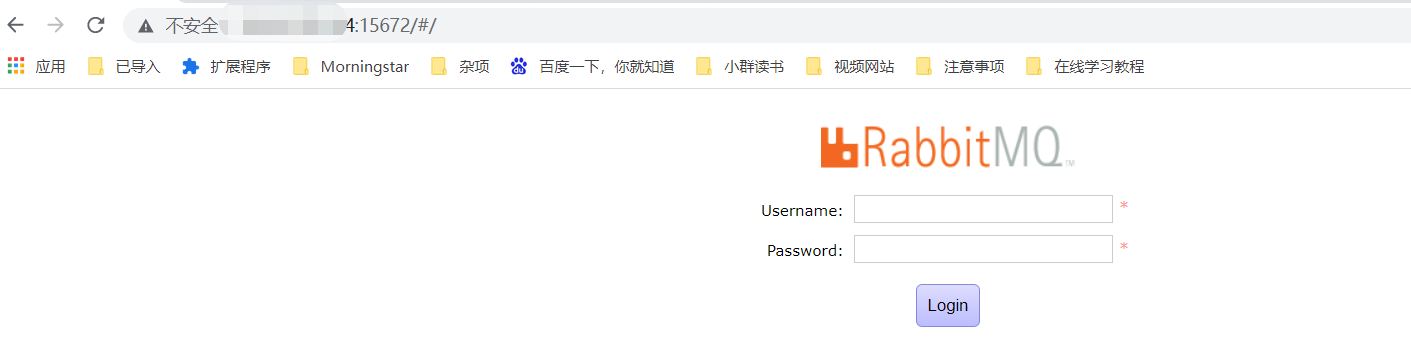 不安全 4:15672/#/
应用 已导入 扩展程序 Morningstar 杂项 百度一下，你就知道 小群读书 视频网站 注意事项 在线学习教程
RabbitMQ™
Username: *
Password: *
Login